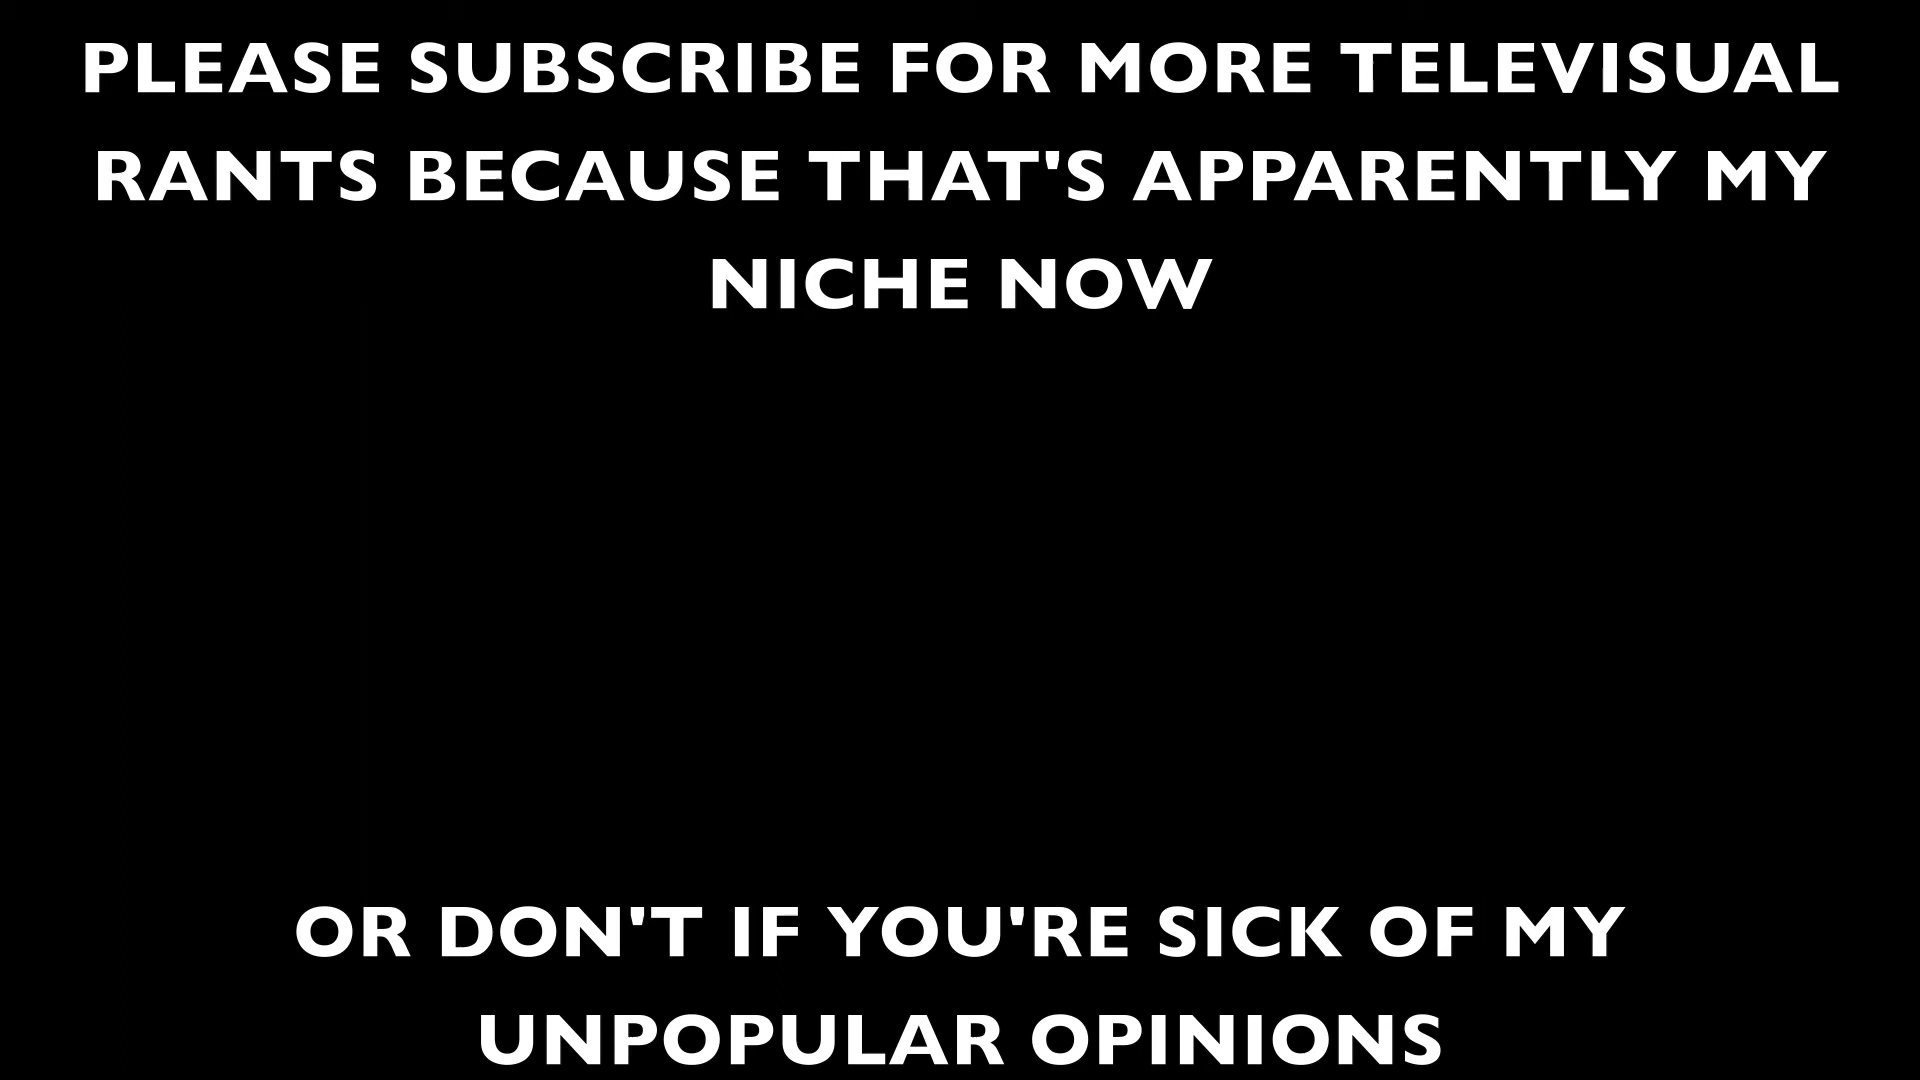 PLEASE SUBSCRIBE FOR MORE TELEVISUAL
RANTS BECAUSE THAT'S APPARENTLY MY
NICHE NOW
OR DON'T IF YOU'RE SICK OF MY
UNPOPULAR OPINIONS